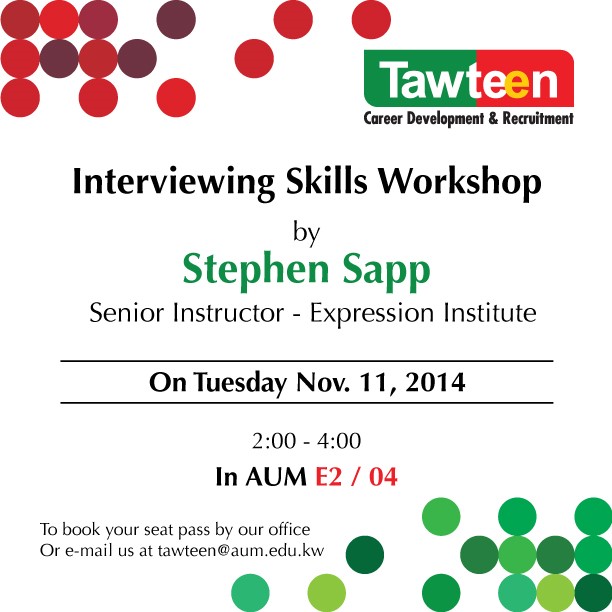 Tawteen
Career Development & Recruitment
Interviewing Skills Workshop
by
Stephen Sapp
Senior Instructor - Expression Institute
On Tuesday Nov. 11, 2014
2:00 - 4:00
In AUM E2 / 04
To book your seat pass by our office
Or e-mail us at tawteen@aum.edu.kw